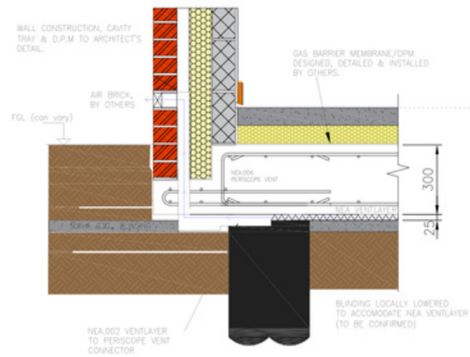 WALL CONSTRUCTION, CAVITY
TRAY & D.P.M TO ARCHITECT'S
DETAIL.
GAS BARRIER MEMBRANE/DPM
DESIGNED, DETAILED & INSTALLED
BY OTHERS.
AIR BRICK,
BY OTHERS
FGL (can vary)
NEA.006
PERISCOPE VENT
300
NEA VENTLAYER
25
BLINDING LOCALLY LOWERED
TO ACCOMODATE NEA VENTLAYER
(TO BE CONFIRMED)
NEA.002 VENTLAYER
TO PERISCOPE VENT
CONNECTOR